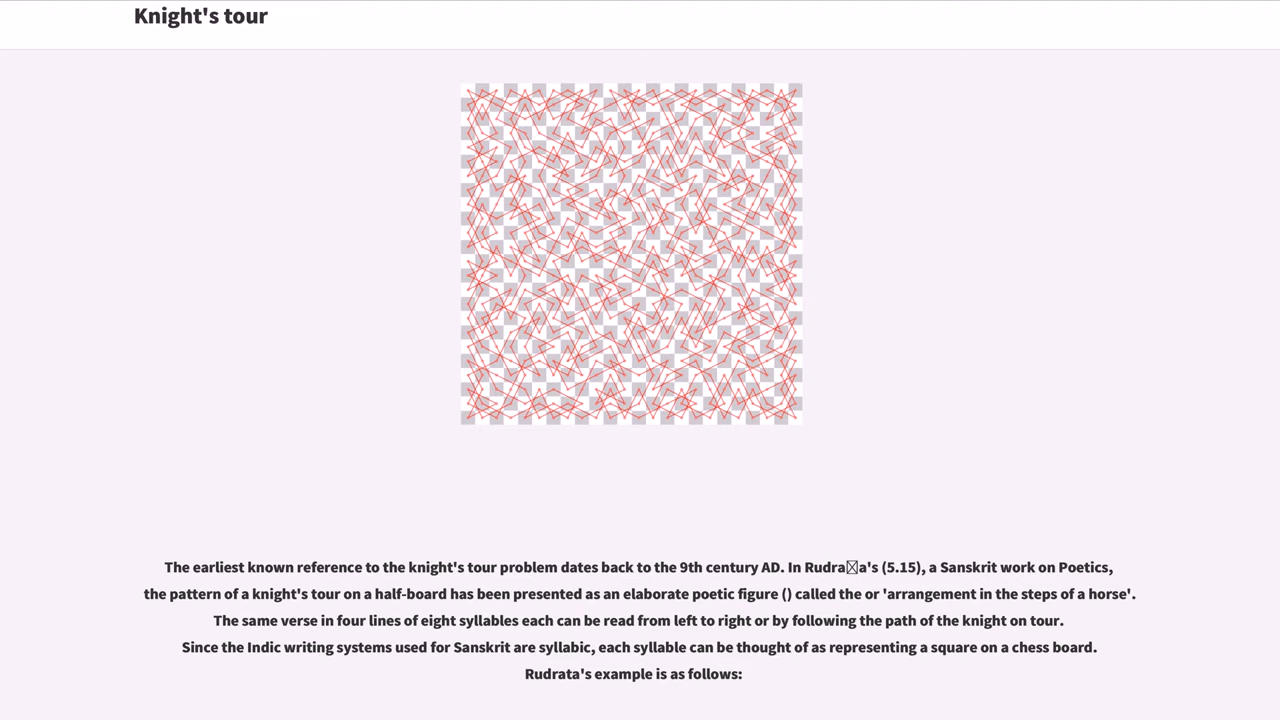 Knight's tour
The earliest known reference to the knight's tour problem dates back to the 9th century AD. In Rudra□a's (5.15), a Sanskrit work on Poetics,
the pattern of a knight's tour on a half-board has been presented as an elaborate poetic figure () called the or 'arrangement in the steps of a horse'.
The same verse in four lines of eight syllables each can be read from left to right or by following the path of the knight on tour.
Since the Indic writing systems used for Sanskrit are syllabic, each syllable can be thought of as representing a square on a chess board.
Rudrata's example is as follows: